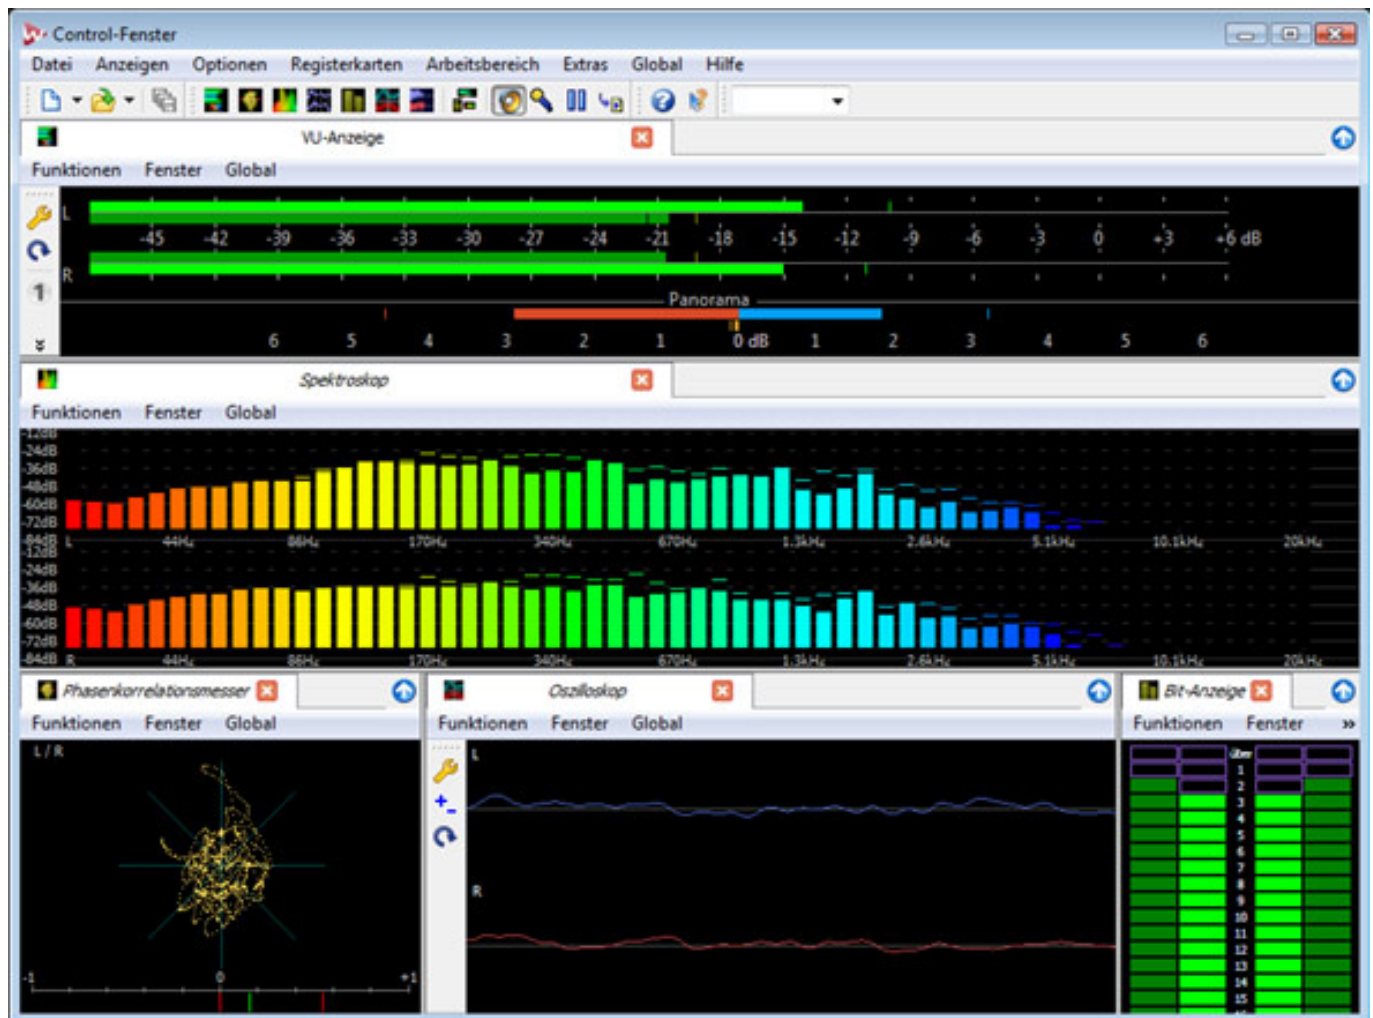 Control-Fenster
Datei Anzeigen Optionen Registerkarten Arbeitsbereich Extras Global Hilfe
VU-Anzeige
Funktionen Fenster Global
L
-45 -42 -39 -36 -33 -30 -27 -24 -21 -18 -15 -12 -9 -6 -3 0 +3 +6 dB
R
1
Panorama
6 5 4 3 2 1 0 dB 1 2 3 4 5 6
Spektroskop
Funktionen Fenster Global
-12dB
-24dB
-36dB
-48dB
-60dB
-72dB
-84dB L 44Hz 86Hz 170Hz 340Hz 670Hz 1.3kHz 2.6kHz 5.1kHz 10.1kHz 20kHz
-12dB
-24dB
-36dB
-48dB
-60dB
-72dB
-84dB R 44Hz 86Hz 170Hz 340Hz 670Hz 1.3kHz 2.6kHz 5.1kHz 10.1kHz 20kHz
Phasenkorrelationsmesser
Funktionen Fenster Global
L / R
-1 0 +1
Oszilloskop
Funktionen Fenster Global
L
R
Bit-Anzeige
Funktionen Fenster »
über
1
2
3
4
5
6
7
8
9
10
11
12
13
14
15